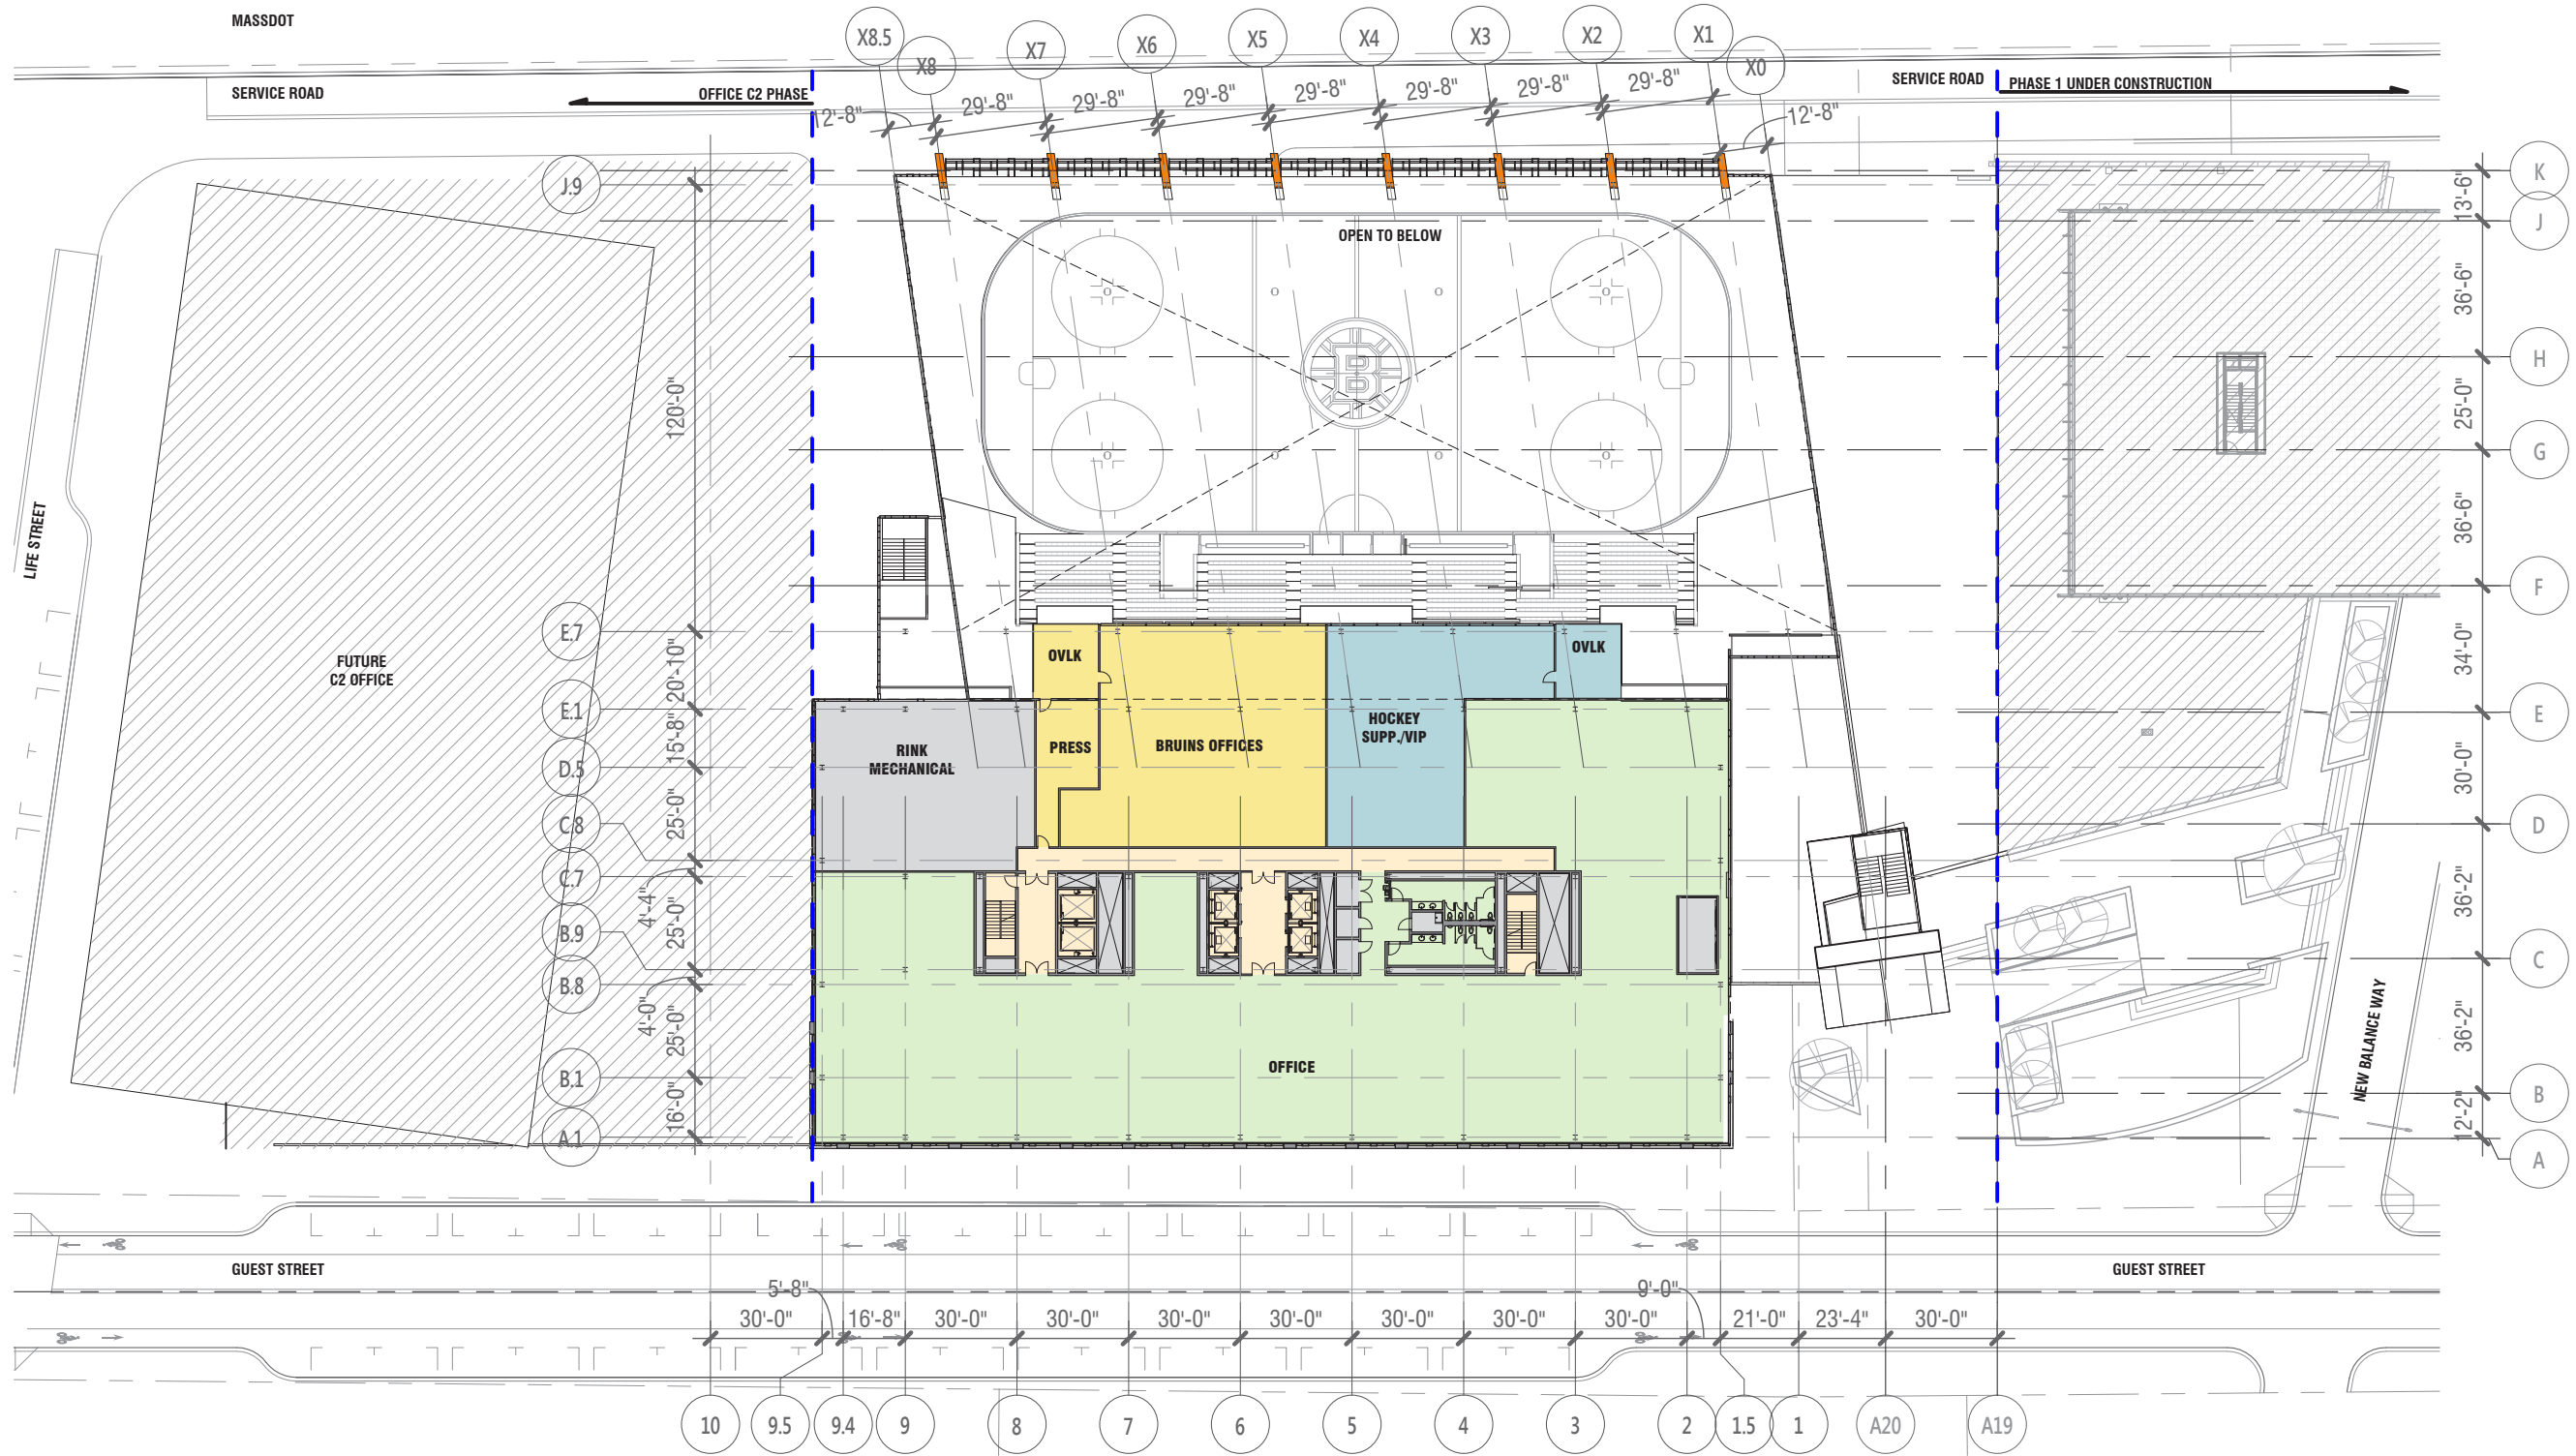 MASSDOT
X8.5
X8
X7
X6
X5
X4
X3
X2
X1
X0
SERVICE ROAD
OFFICE C2 PHASE
SERVICE ROAD
PHASE 1 UNDER CONSTRUCTION
12'-8"
29'-8"
29'-8"
29'-8"
29'-8"
29'-8"
29'-8"
29'-8"
12'-8"
J.9
K
13'-6"
J
OPEN TO BELOW
36'-6"
H
B
120'-0"
25'-0"
G
LIFE STREET
36'-6"
F
E.7
FUTURE
C2 OFFICE
20'-10"
OVLK
OVLK
34'-0"
E.1
E
15'-8"
RINK
MECHANICAL
PRESS
BRUINS OFFICES
HOCKEY
SUPP./VIP
D.5
30'-0"
C.8
25'-0"
D
C.7
4'-4"
36'-2"
B.9
25'-0"
C
B.8
4'-0"
25'-0"
36'-2"
NEW BALANCE WAY
OFFICE
B.1
B
16'-0"
12'-2"
A.1
A
GUEST STREET
GUEST STREET
5'-8"
9'-0"
30'-0"
16'-8"
30'-0"
30'-0"
30'-0"
30'-0"
30'-0"
30'-0"
30'-0"
21'-0"
23'-4"
30'-0"
10
9.5
9.4
9
8
7
6
5
4
3
2
1.5
1
A20
A19